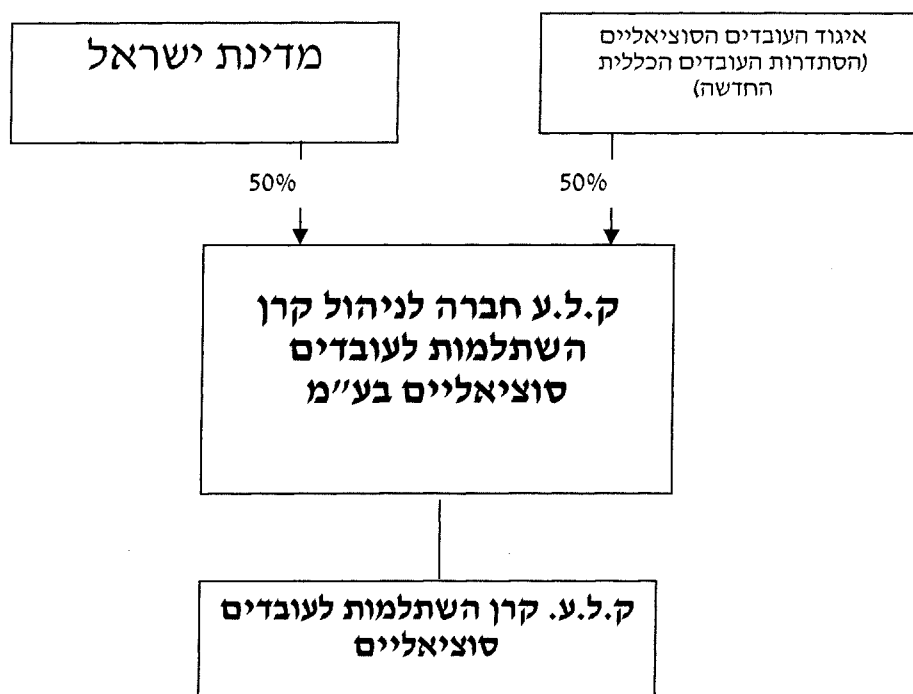 מדינת ישראל
איגוד העובדים הסוציאליים
(הסתדרות העובדים הכללית
החדשה)
50%
50%
ק.ל.ע חברה לניהול קרן
השתלמות לעובדים
סוציאליים בע"מ
ק.ל.ע. קרן השתלמות לעובדים
סוציאליים